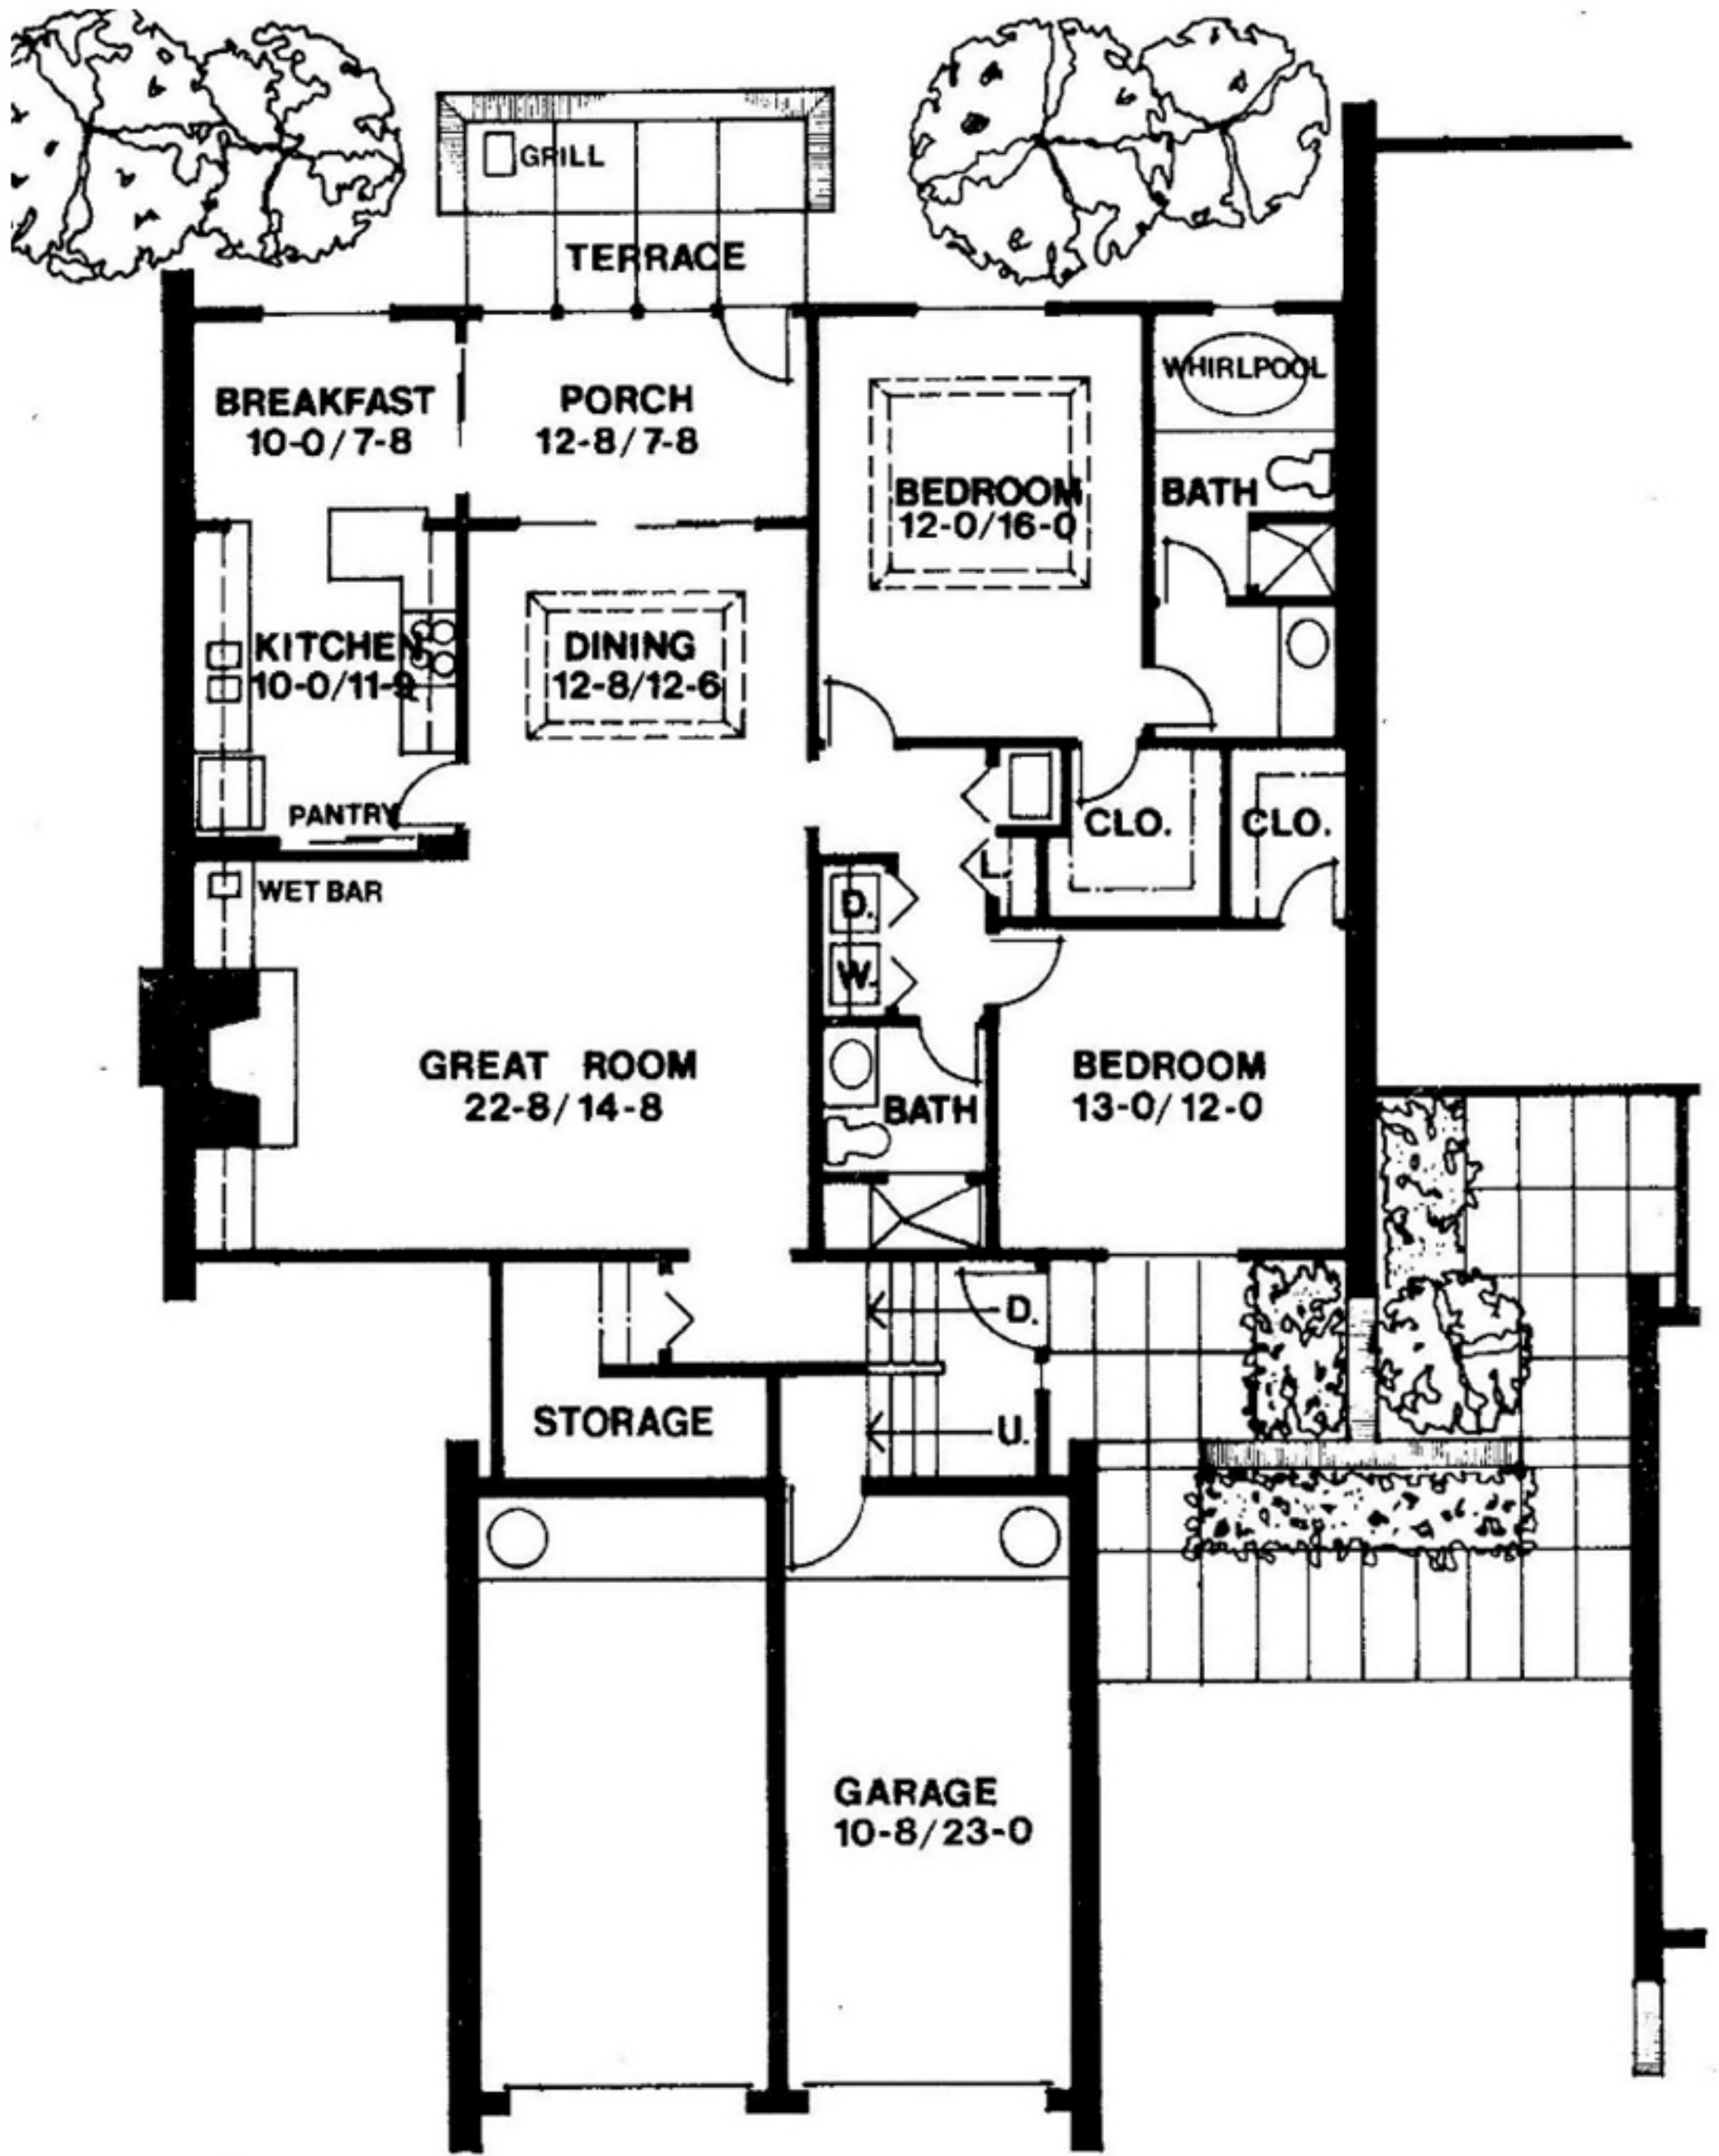 GRILL
TERRACE
BREAKFAST
10-0/7-8
PORCH
12-8/7-8
WHIRLPOOL
BEDROOM
12-0/16-0
BATH
KITCHEN
10-0/11-9
DINING
12-8/12-6
PANTRY
CLO.
CLO.
L.
WET BAR
D.
W.
GREAT ROOM
22-8/14-8
BATH
BEDROOM
13-0/12-0
D.
STORAGE
U.
GARAGE
10-8/23-0